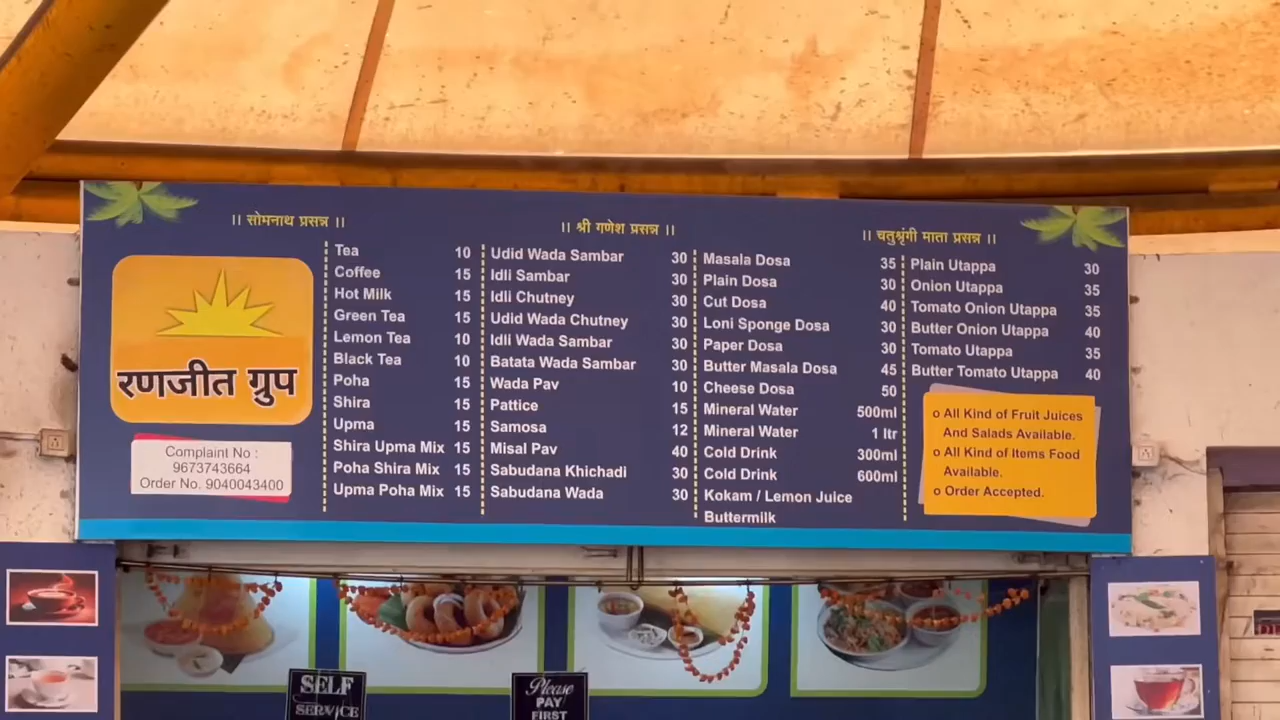 || सोमनाथ प्रसन्न ||
|| श्री गणेश प्रसन्न ||
|| चतुश्रृंगी माता प्रसन्न ||
रणजीत ग्रुप
Complaint No :
9673743664
Order No. 9040043400
Tea 10
Coffee 15
Hot Milk 15
Green Tea 15
Lemon Tea 10
Black Tea 10
Poha 15
Shira 15
Upma 15
Shira Upma Mix 15
Poha Shira Mix 15
Upma Poha Mix 15
Udid Wada Sambar 30
Idli Sambar 30
Idli Chutney 30
Udid Wada Chutney 30
Idli Wada Sambar 30
Batata Wada Sambar 30
Wada Pav 10
Pattice 15
Samosa 12
Misal Pav 40
Sabudana Khichadi 30
Sabudana Wada 30
Masala Dosa 35
Plain Dosa 30
Cut Dosa 40
Loni Sponge Dosa 30
Paper Dosa 30
Butter Masala Dosa 45
Cheese Dosa 50
Mineral Water 500ml
Mineral Water 1 ltr
Cold Drink 300ml
Cold Drink 600ml
Kokam / Lemon Juice
Buttermilk
Plain Utappa 30
Onion Utappa 35
Tomato Onion Utappa 35
Butter Onion Utappa 40
Tomato Utappa 35
Butter Tomato Utappa 40
o All Kind of Fruit Juices
And Salads Available.
o All Kind of Items Food
Available.
o Order Accepted.
SELF
SERVICE
Please
PAY
FIRST